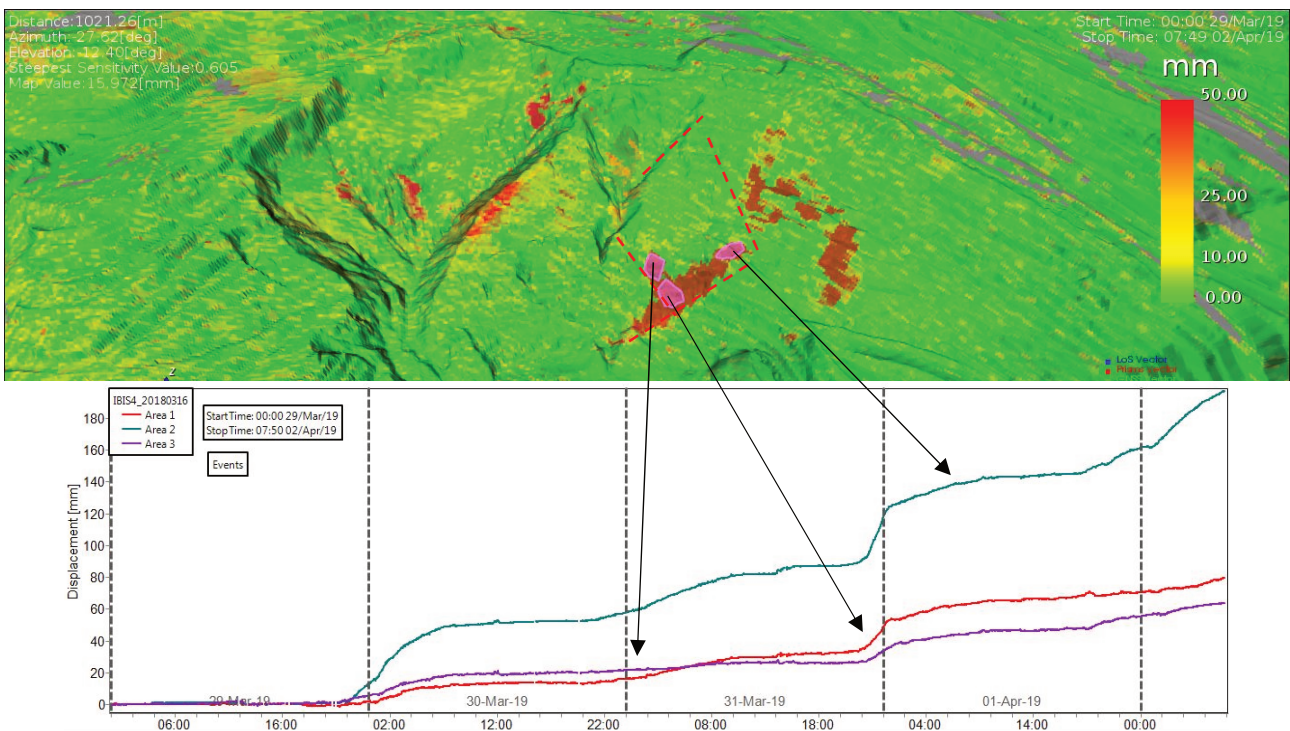 Distance:1021.26[m]
Azimuth: 27.62[deg]
Elevation: 12.40[deg]
Steepest Sensitivity Value:0.605
Map Value:15.972[mm]
Start Time: 00:00 29/Mar/19
Stop Time: 07:49 02/Apr/19
mm
50.00
25.00
10.00
0.00
LoS Vector
z
IBIS4_20180316
Area 1
Area 2
Area 3
StartTime: 00:00 29/Mar/19
StopTime: 07:50 02/Apr/19
Events
Displacement [mm]
180
160
140
120
100
80
60
40
20
0
29-Mar-19 30-Mar-19 31-Mar-19 01-Apr-19
06:00 16:00 02:00 12:00 22:00 08:00 18:00 04:00 14:00 00:00